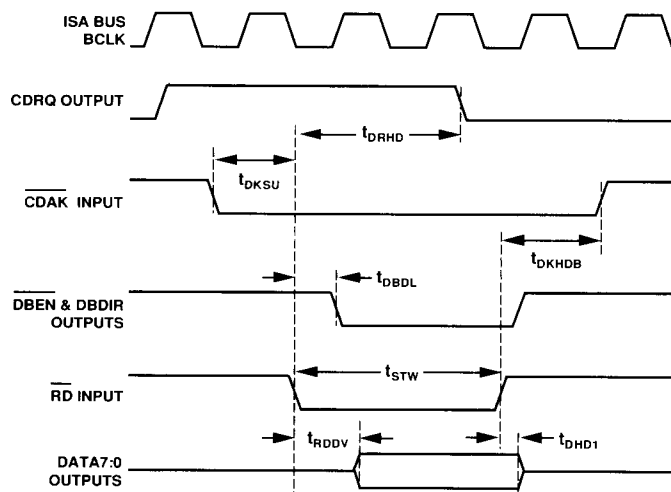 ISA BUS
BCLK
CDRQ OUTPUT
tDRHD
tDKSU
CDAK INPUT
tDKHDB
tDBDL
DBEN & DBDIR
OUTPUTS
tSTW
RD INPUT
tRDDV
tDHD1
DATA7:0
OUTPUTS